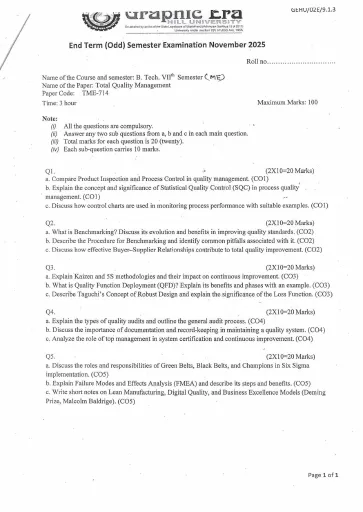 GEHU/02E/9.1.3
Graphic Era
HILL UNIVERSITY
End Term (Odd) Semester Examination November 2025
Roll no..................................
Name of the Course and semester: B. Tech. VIIth Semester (ME)
Name of the Paper: Total Quality Management
Paper Code: TME-714
Time: 3 hour Maximum Marks: 100
Note:
(i) All the questions are compulsory.
(ii) Answer any two sub questions from a, b and c in each main question.
(iii) Total marks for each question is 20 (twenty).
(iv) Each sub-question carries 10 marks.
Q1. (2X10=20 Marks)
a. Compare Product Inspection and Process Control in quality management. (CO1)
b. Explain the concept and significance of Statistical Quality Control (SQC) in process quality
management. (CO1)
c. Discuss how control charts are used in monitoring process performance with suitable examples. (CO1)
Q2. (2X10=20 Marks)
a. What is Benchmarking? Discuss its evolution and benefits in improving quality standards. (CO2)
b. Describe the Procedure for Benchmarking and identify common pitfalls associated with it. (CO2)
c. Discuss how effective Buyer–Supplier Relationships contribute to total quality improvement. (CO2)
Q3. (2X10=20 Marks)
a. Explain Kaizen and 5S methodologies and their impact on continuous improvement. (CO3)
b. What is Quality Function Deployment (QFD)? Explain its benefits and phases with an example. (CO3)
c. Describe Taguchi's Concept of Robust Design and explain the significance of the Loss Function. (CO3)
Q4. (2X10=20 Marks)
a. Explain the types of quality audits and outline the general audit process. (CO4)
b. Discuss the importance of documentation and record-keeping in maintaining a quality system. (CO4)
c. Analyze the role of top management in system certification and continuous improvement. (CO4)
Q5. (2X10=20 Marks)
a. Discuss the roles and responsibilities of Green Belts, Black Belts, and Champions in Six Sigma
implementation. (CO5)
b. Explain Failure Modes and Effects Analysis (FMEA) and describe its steps and benefits. (CO5)
c. Write short notes on Lean Manufacturing, Digital Quality, and Business Excellence Models (Deming
Prize, Malcolm Baldrige). (CO5)
Page 1 of 1